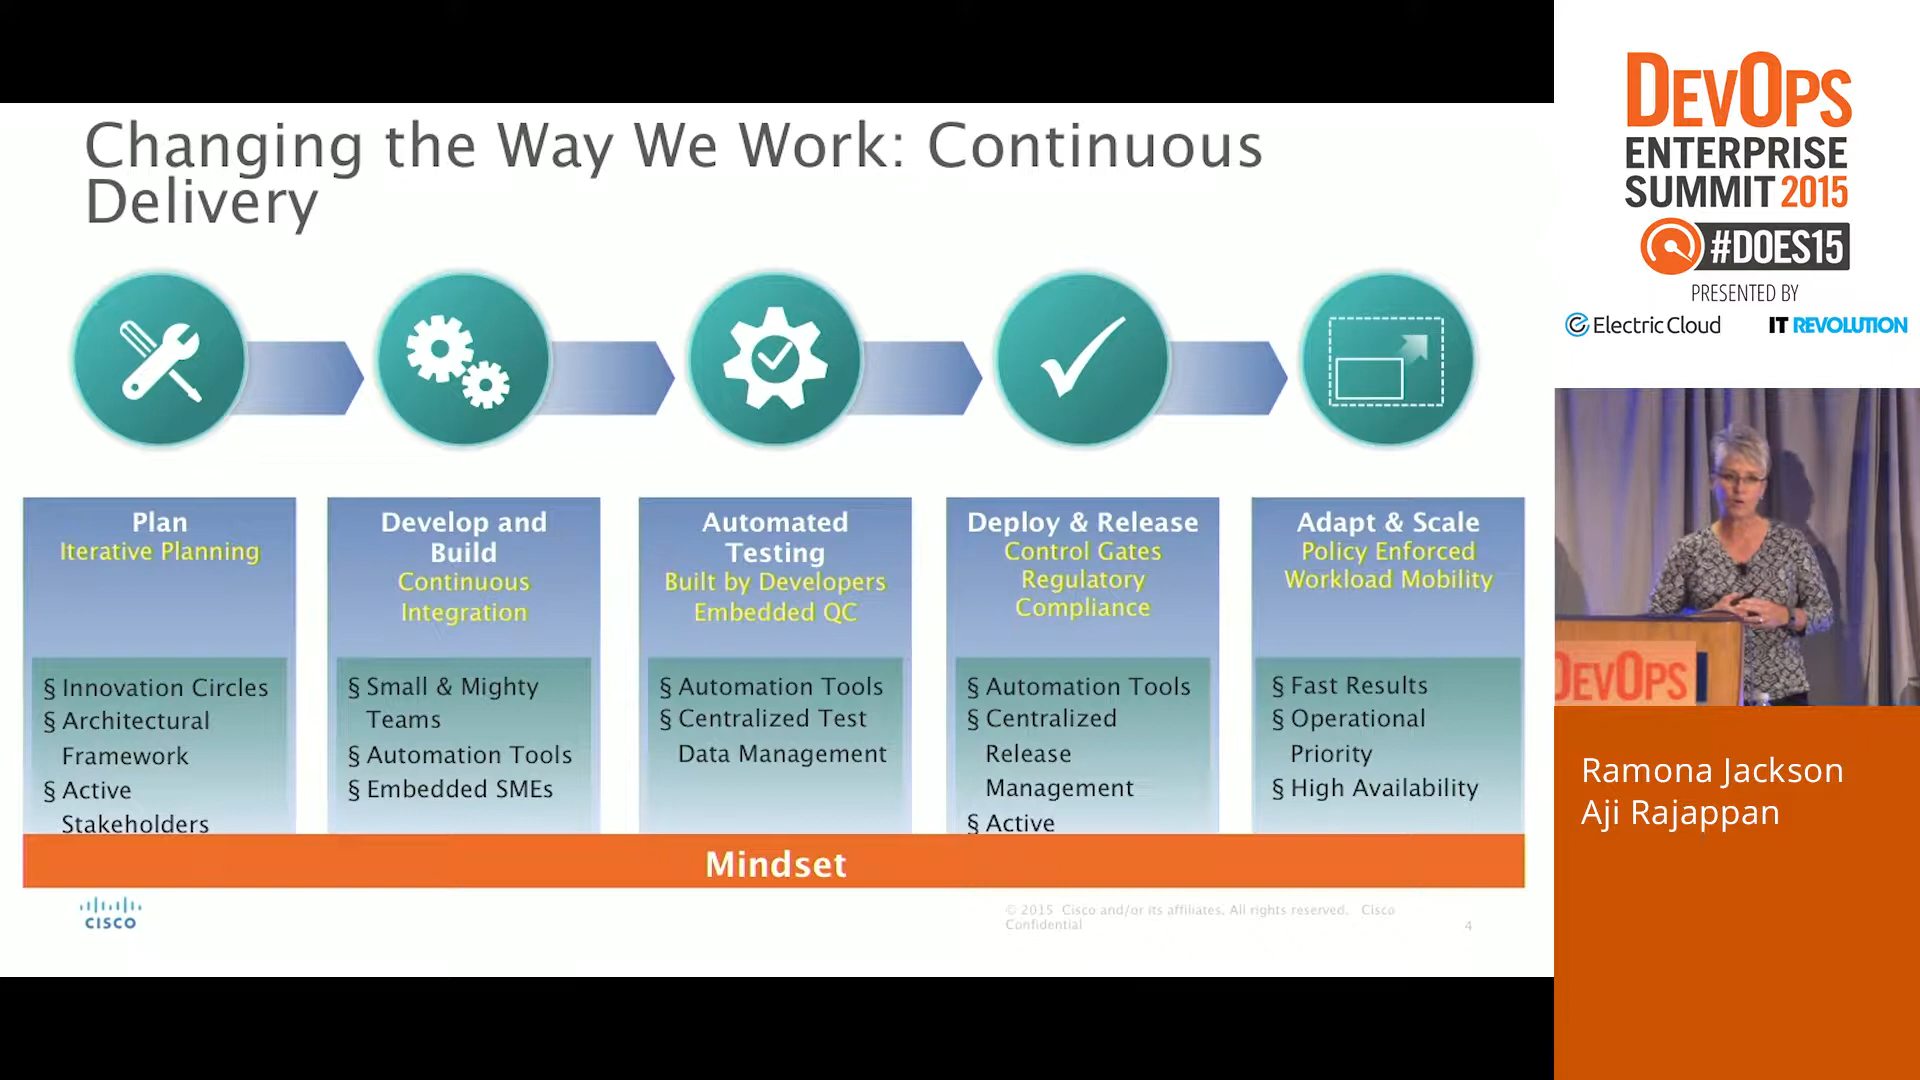 Changing the Way We Work: Continuous
Delivery
Plan
Iterative Planning
§ Innovation Circles
§ Architectural
Framework
§ Active
Stakeholders
Develop and
Build
Continuous
Integration
§ Small & Mighty
Teams
§ Automation Tools
§ Embedded SMEs
Automated
Testing
Built by Developers
Embedded QC
§ Automation Tools
§ Centralized Test
Data Management
Deploy & Release
Control Gates
Regulatory
Compliance
§ Automation Tools
§ Centralized
Release
Management
§ Active
Adapt & Scale
Policy Enforced
Workload Mobility
§ Fast Results
§ Operational
Priority
§ High Availability
Mindset
CISCO
© 2015 Cisco and/or its affiliates. All rights reserved. Cisco
Confidential
4
DEVOPS
ENTERPRISE
SUMMIT 2015
#DOES15
PRESENTED BY
Electric Cloud
IT REVOLUTION
DEVOPS
Ramona Jackson
Aji Rajappan